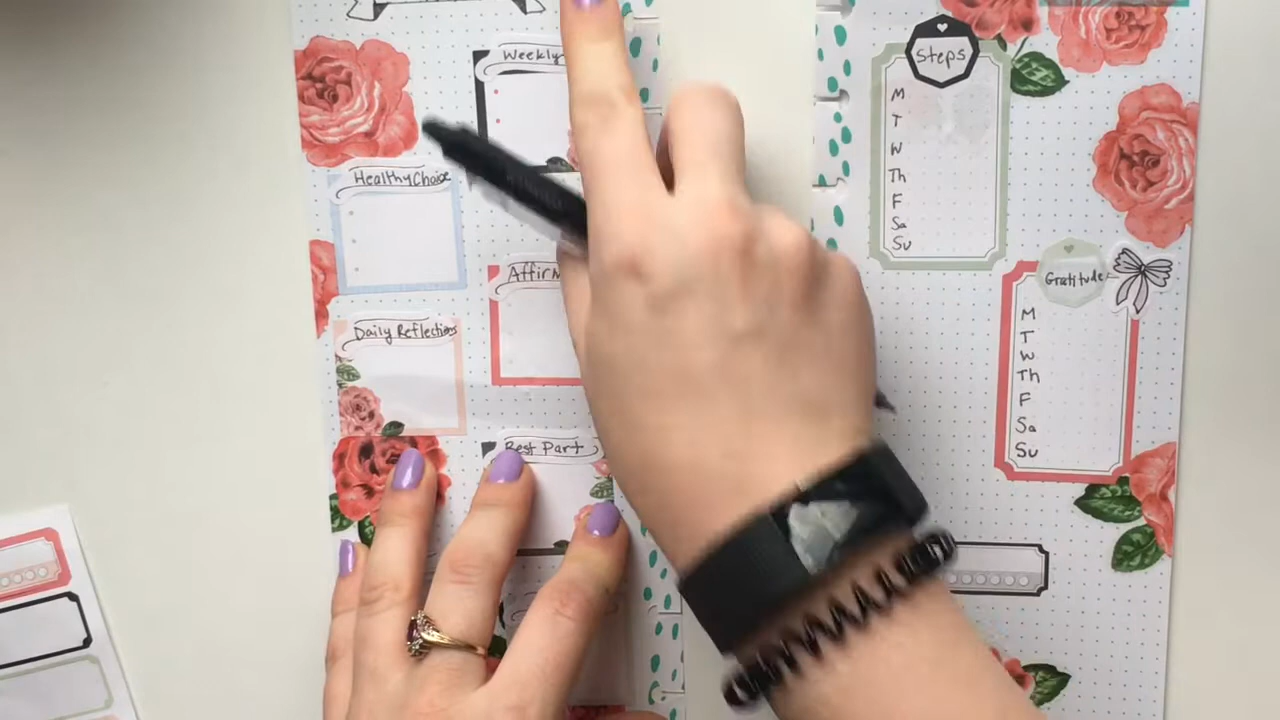 Weekly
Healthy Choice
Affirm
Daily Reflections
Best Part
Steps
M
T
W
Th
F
Sa
Su
Gratitude
M
T
W
Th
F
Sa
Su